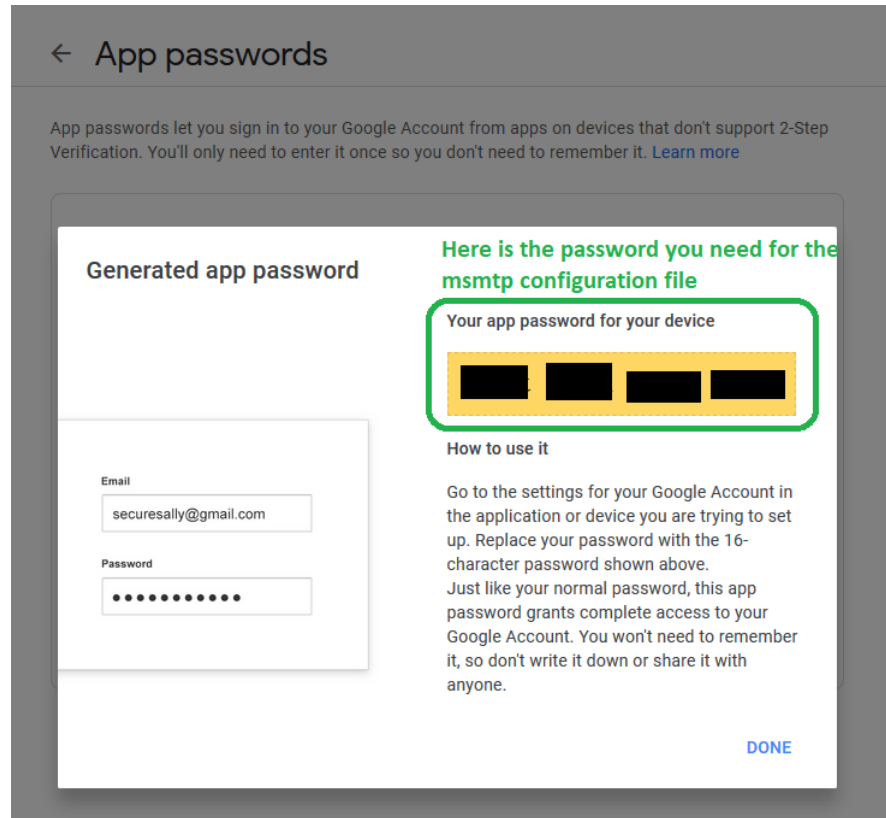 App passwords
App passwords let you sign in to your Google Account from apps on devices that don't support 2-Step
Verification. You'll only need to enter it once so you don't need to remember it. Learn more
Generated app password
Here is the password you need for the
msmtp configuration file
Your app password for your device
Email
securesally@gmail.com
Password
How to use it
Go to the settings for your Google Account in
the application or device you are trying to set
up. Replace your password with the 16-
character password shown above.
Just like your normal password, this app
password grants complete access to your
Google Account. You won't need to remember
it, so don't write it down or share it with
anyone.
DONE